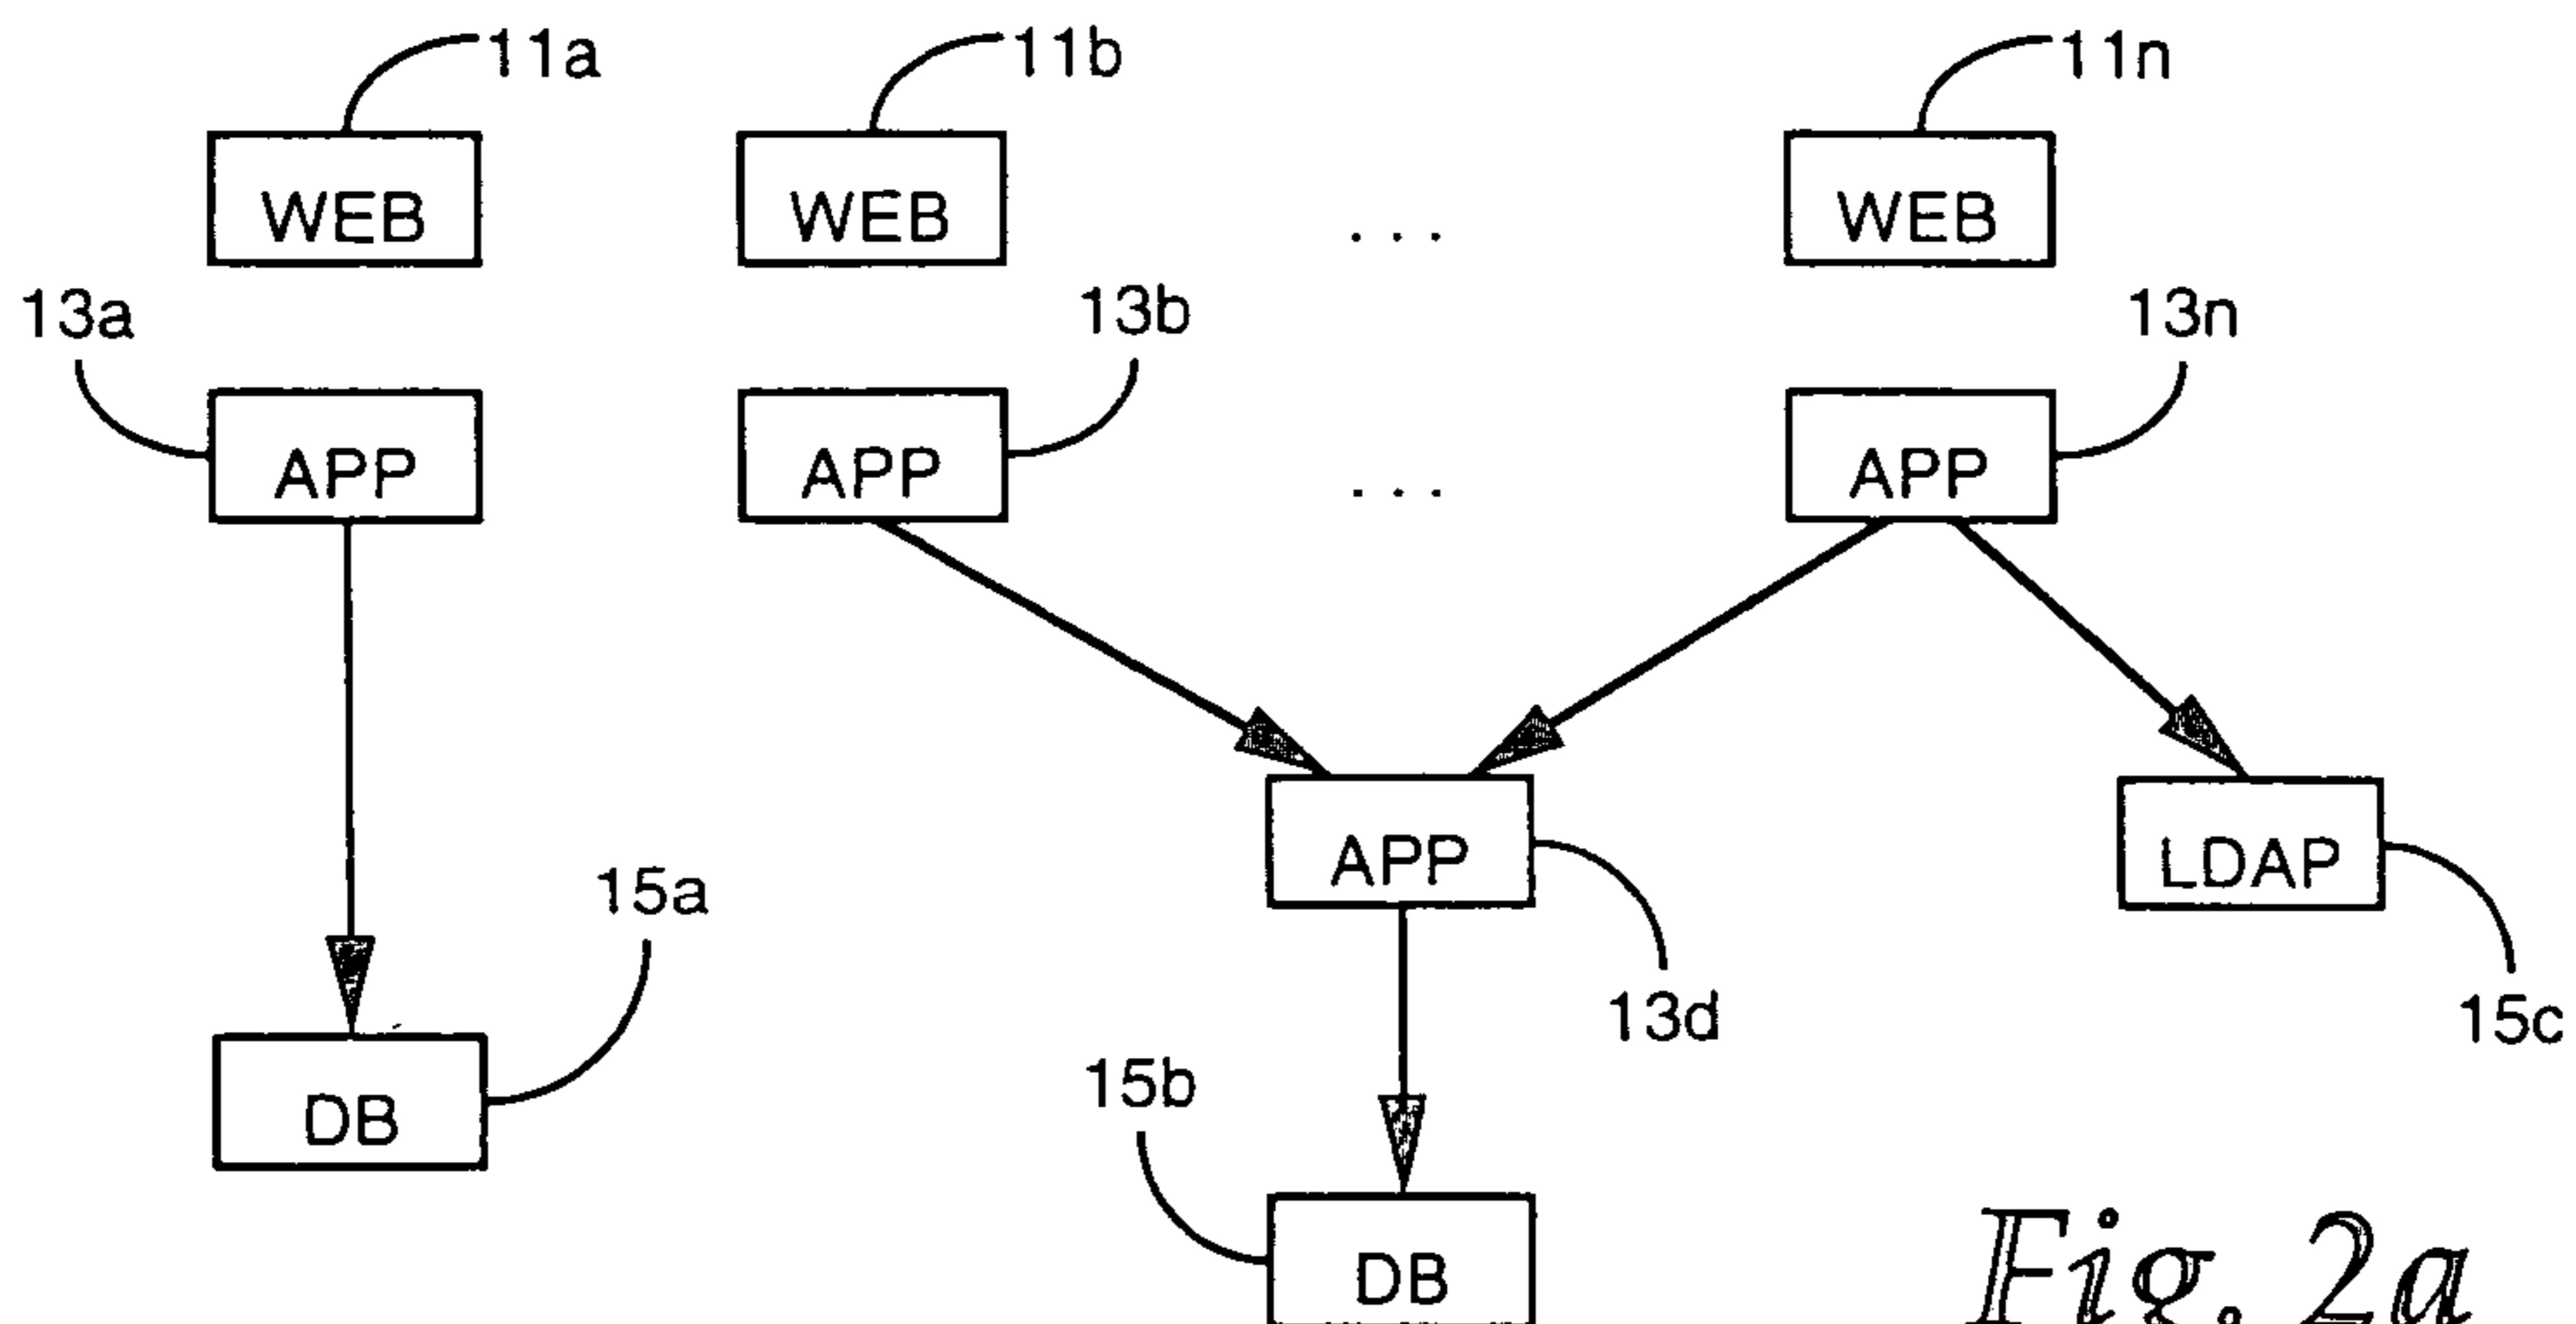 11a 11b 11n
WEB WEB ... WEB
13a 13b 13n
APP APP ... APP
APP LDAP
15a
13d 15c
DB
15b
DB
Fig. 2a